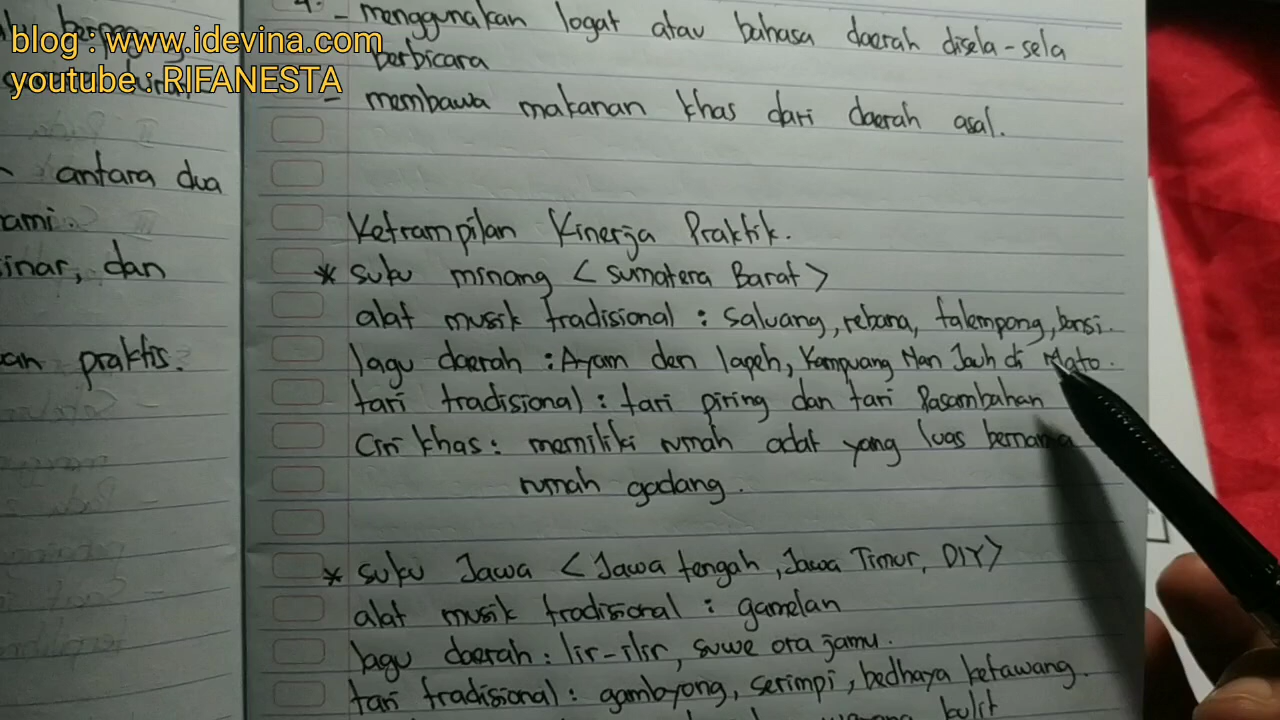 blog : www.idevina.com
youtube : RIFANESTA
antara dua
inar, dan
praktis.
4. - menggunakan logat atau bahasa daerah disela-sela
berbicara
- membawa makanan khas dari daerah asal.
Ketrampilan Kinerja Praktik.
* suku minang < Sumatera Barat >
alat musik tradisional : Saluang, rebana, talempong, bansi.
lagu daerah : Ayam den lapeh, Kampuang Nan Jauh di Mato.
tari tradisional : tari piring dan tari Pasambahan
Ciri khas : memiliki rumah adat yang luas bernama
rumah gadang.
* suku Jawa < Jawa tengah, Jawa Timur, DIY >
alat musik tradisional : gamelan
lagu daerah : lir-ilir, suwe ora jamu.
tari tradisional : gambyong, serimpi, bedhaya ketawang.
kulit